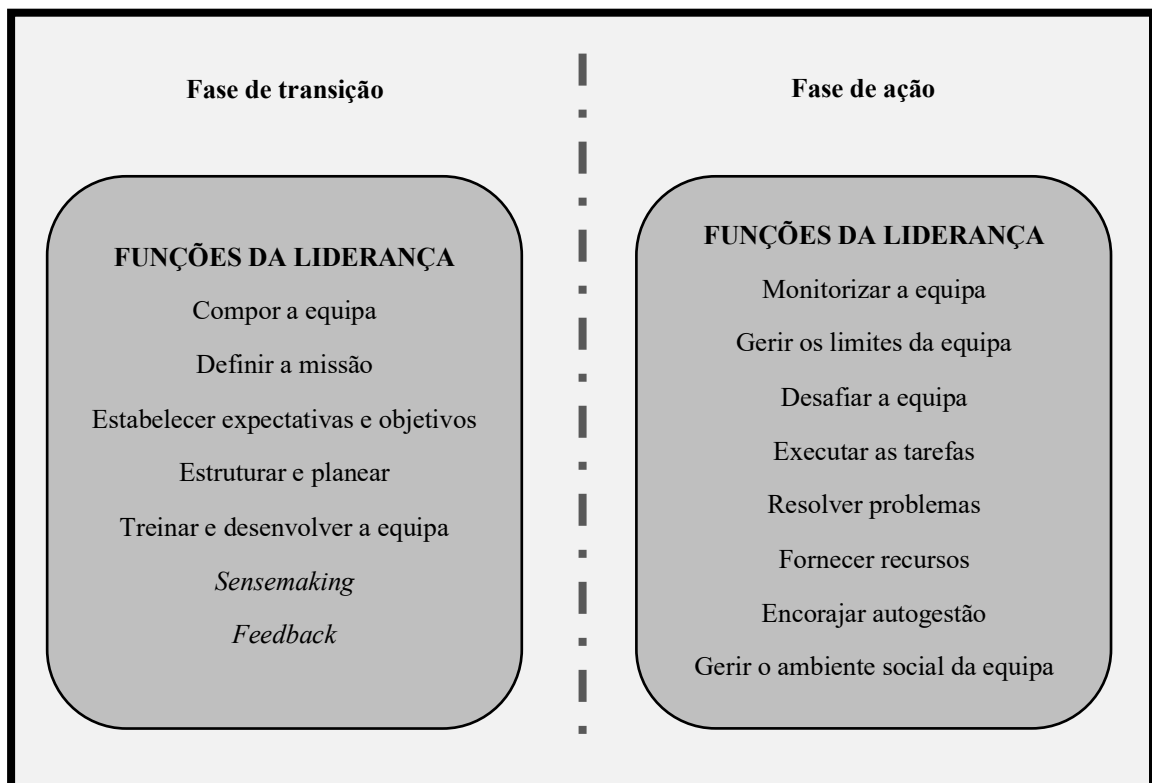 Fase de transição
FUNÇÕES DA LIDERANÇA
Compor a equipa
Definir a missão
Estabelecer expectativas e objetivos
Estruturar e planear
Treinar e desenvolver a equipa
Sensemaking
Feedback
Fase de ação
FUNÇÕES DA LIDERANÇA
Monitorizar a equipa
Gerir os limites da equipa
Desafiar a equipa
Executar as tarefas
Resolver problemas
Fornecer recursos
Encorajar autogestão
Gerir o ambiente social da equipa